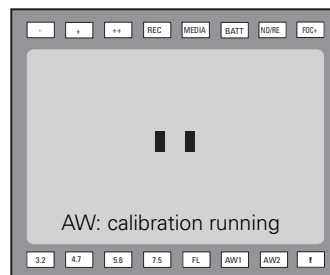 - + ++ REC MEDIA BATT ND/RE FOC+
AW: calibration running
3.2 4.7 5.6 7.5 FL AW1 AW2 !